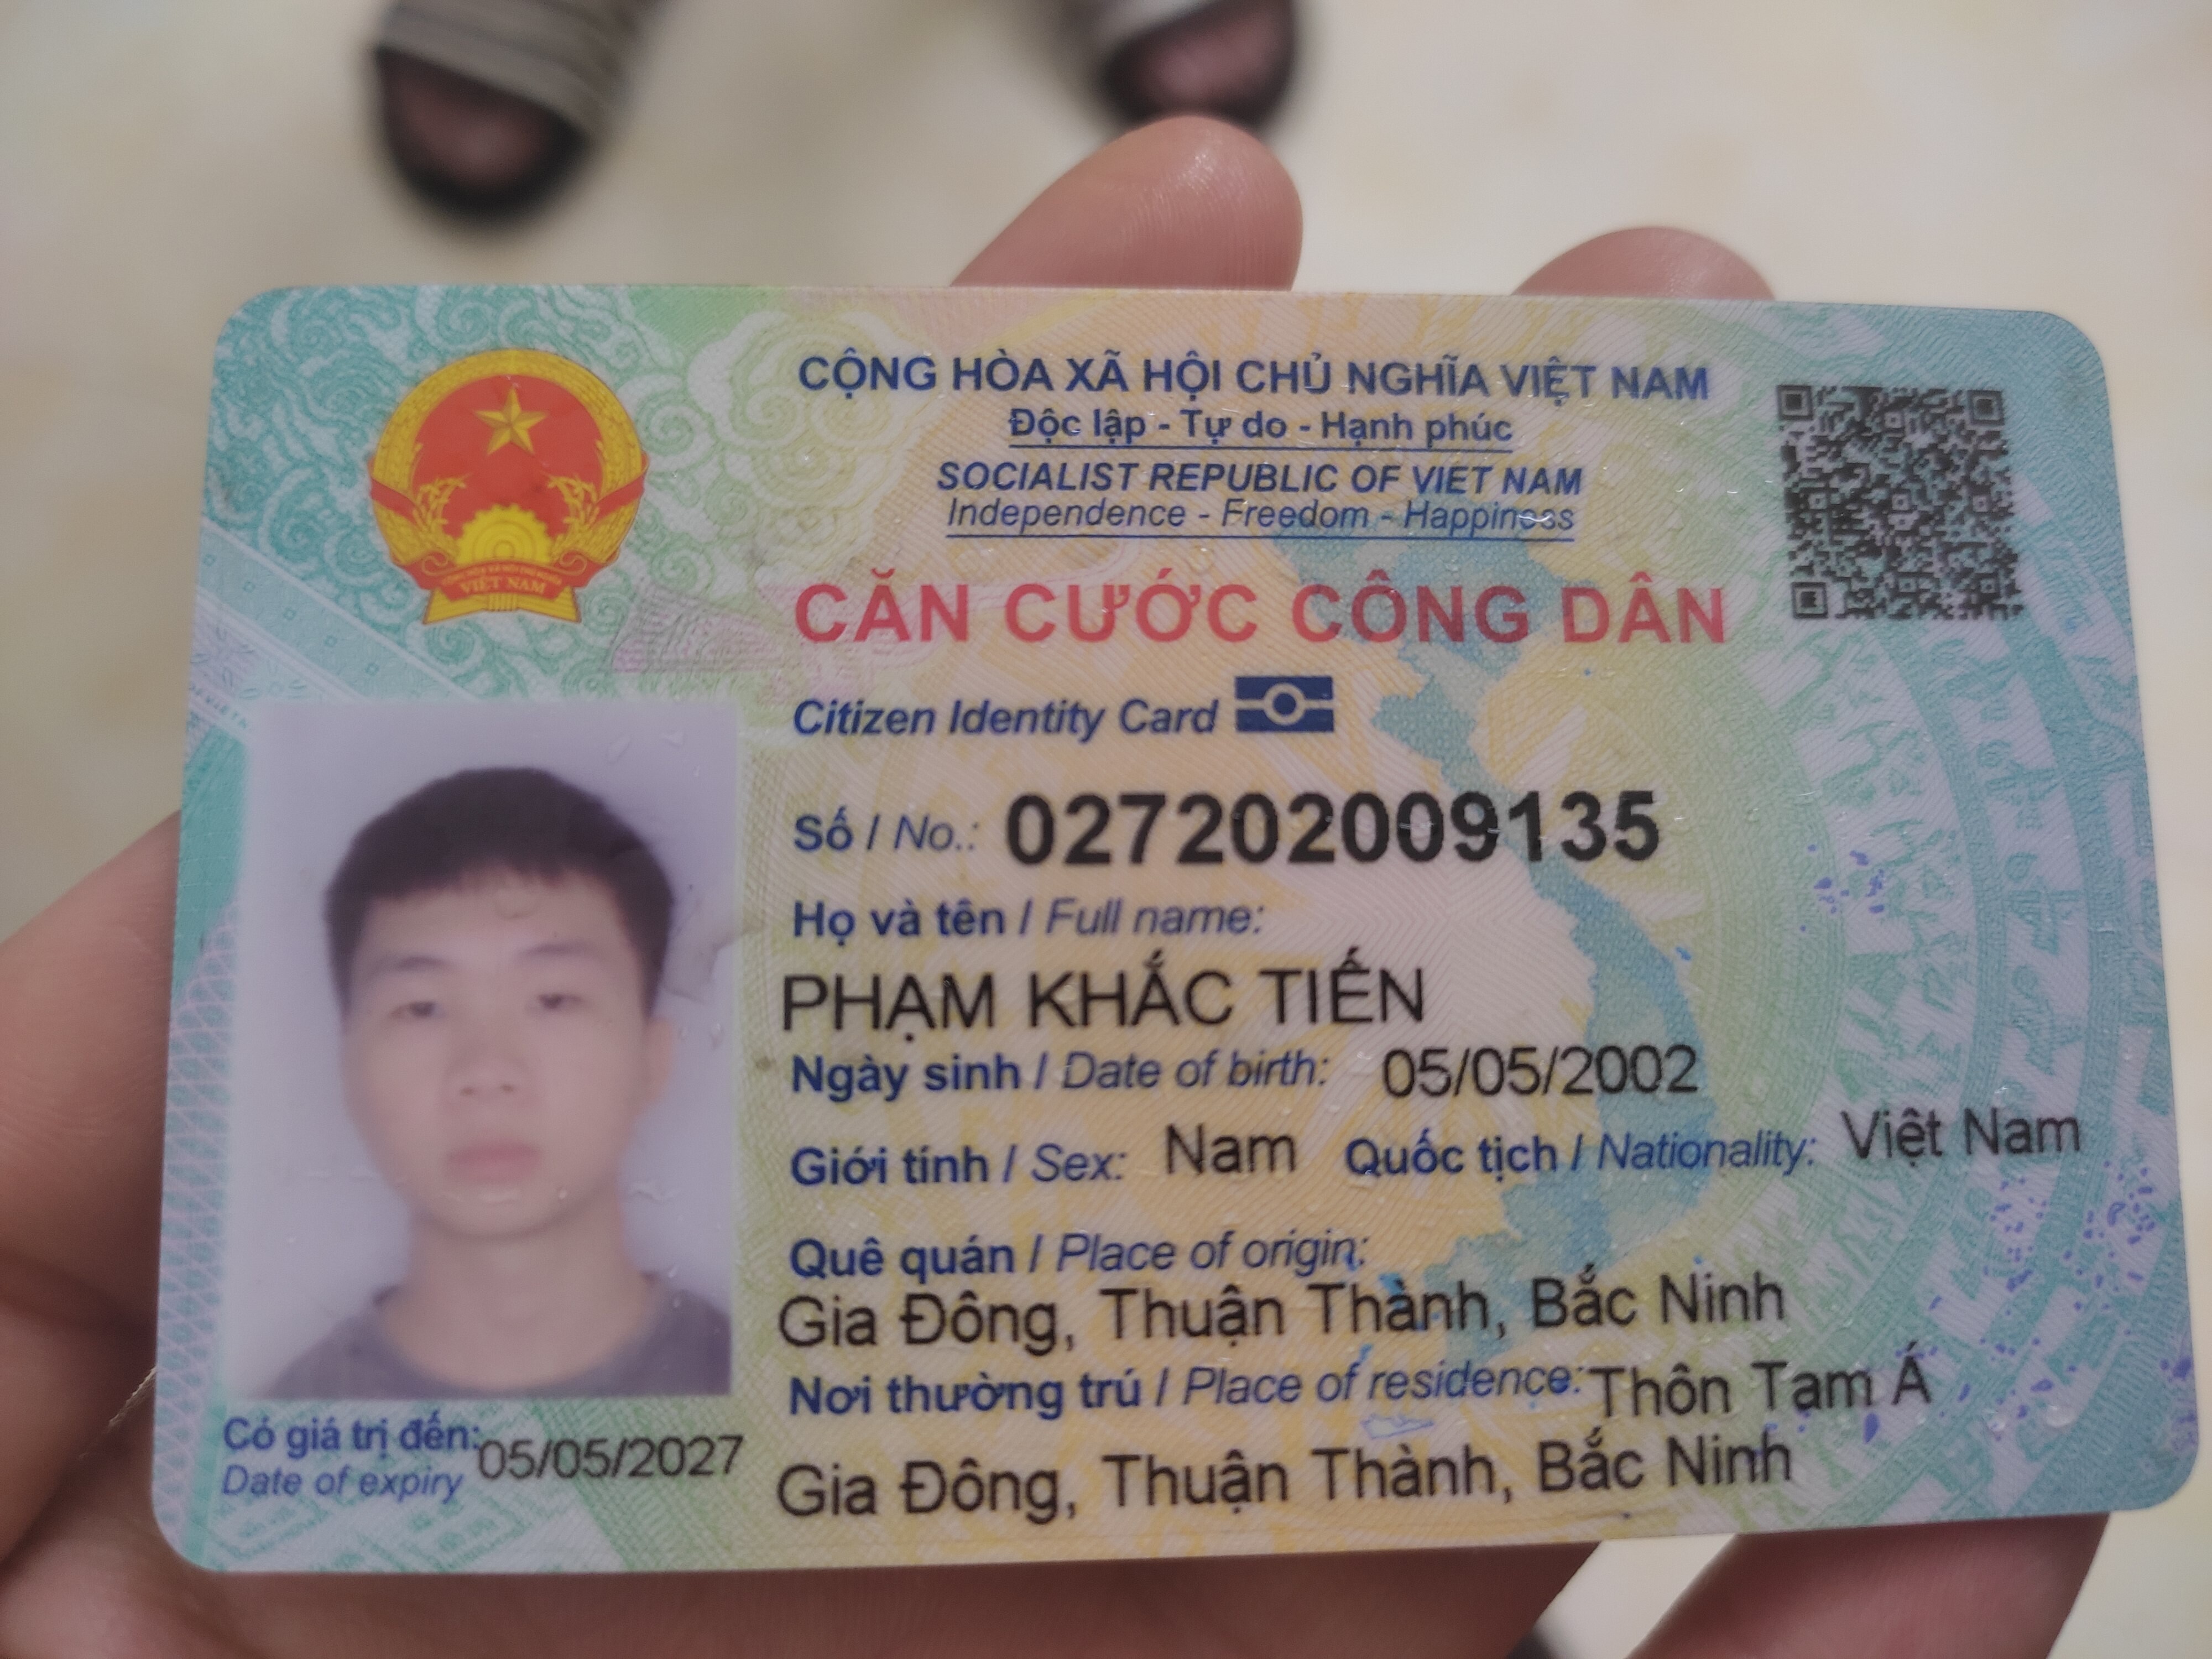 CỘNG HÒA XÃ HỘI CHỦ NGHĨA VIỆT NAM
Độc lập - Tự do - Hạnh phúc
SOCIALIST REPUBLIC OF VIET NAM
Independence - Freedom - Happiness
VIỆT NAM
CĂN CƯỚC CÔNG DÂN
Citizen Identity Card
Số / No.: 027202009135
Họ và tên / Full name:
PHẠM KHẮC TIẾN
Ngày sinh / Date of birth: 05/05/2002
Giới tính / Sex: Nam Quốc tịch / Nationality: Việt Nam
Quê quán / Place of origin:
Gia Đông, Thuận Thành, Bắc Ninh
Nơi thường trú / Place of residence: Thôn Tam Á
Gia Đông, Thuận Thành, Bắc Ninh
Có giá trị đến: 05/05/2027
Date of expiry